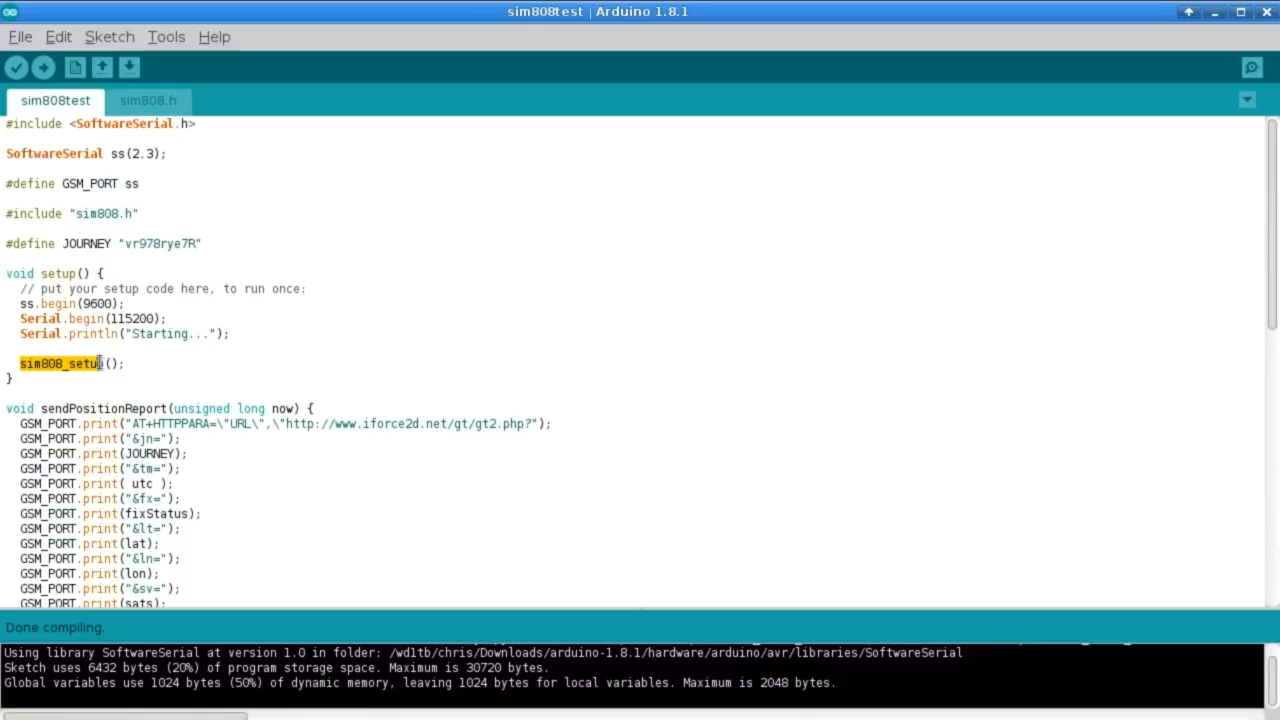 sim808test | Arduino 1.8.1
File Edit Sketch Tools Help
sim808test sim808.h
#include <SoftwareSerial.h>
SoftwareSerial ss(2,3);
#define GSM_PORT ss
#include "sim808.h"
#define JOURNEY "vr978rye7R"
void setup() {
// put your setup code here, to run once:
ss.begin(9600);
Serial.begin(115200);
Serial.println("Starting...");
sim808_setup();
}
void sendPositionReport(unsigned long now) {
GSM_PORT.print("AT+HTTPPARA=\"URL\",\"http://www.iforce2d.net/gt/gt2.php?");
GSM_PORT.print("&jn=");
GSM_PORT.print(JOURNEY);
GSM_PORT.print("&tm=");
GSM_PORT.print( utc );
GSM_PORT.print("&fx=");
GSM_PORT.print(fixStatus);
GSM_PORT.print("&lt=");
GSM_PORT.print(lat);
GSM_PORT.print("&ln=");
GSM_PORT.print(lon);
GSM_PORT.print("&sv=");
GSM_PORT.print(sats);
Done compiling.
Using library SoftwareSerial at version 1.0 in folder: /wd1tb/chris/Downloads/arduino-1.8.1/hardware/arduino/avr/libraries/SoftwareSerial
Sketch uses 6432 bytes (20%) of program storage space. Maximum is 30720 bytes.
Global variables use 1024 bytes (50%) of dynamic memory, leaving 1024 bytes for local variables. Maximum is 2048 bytes.